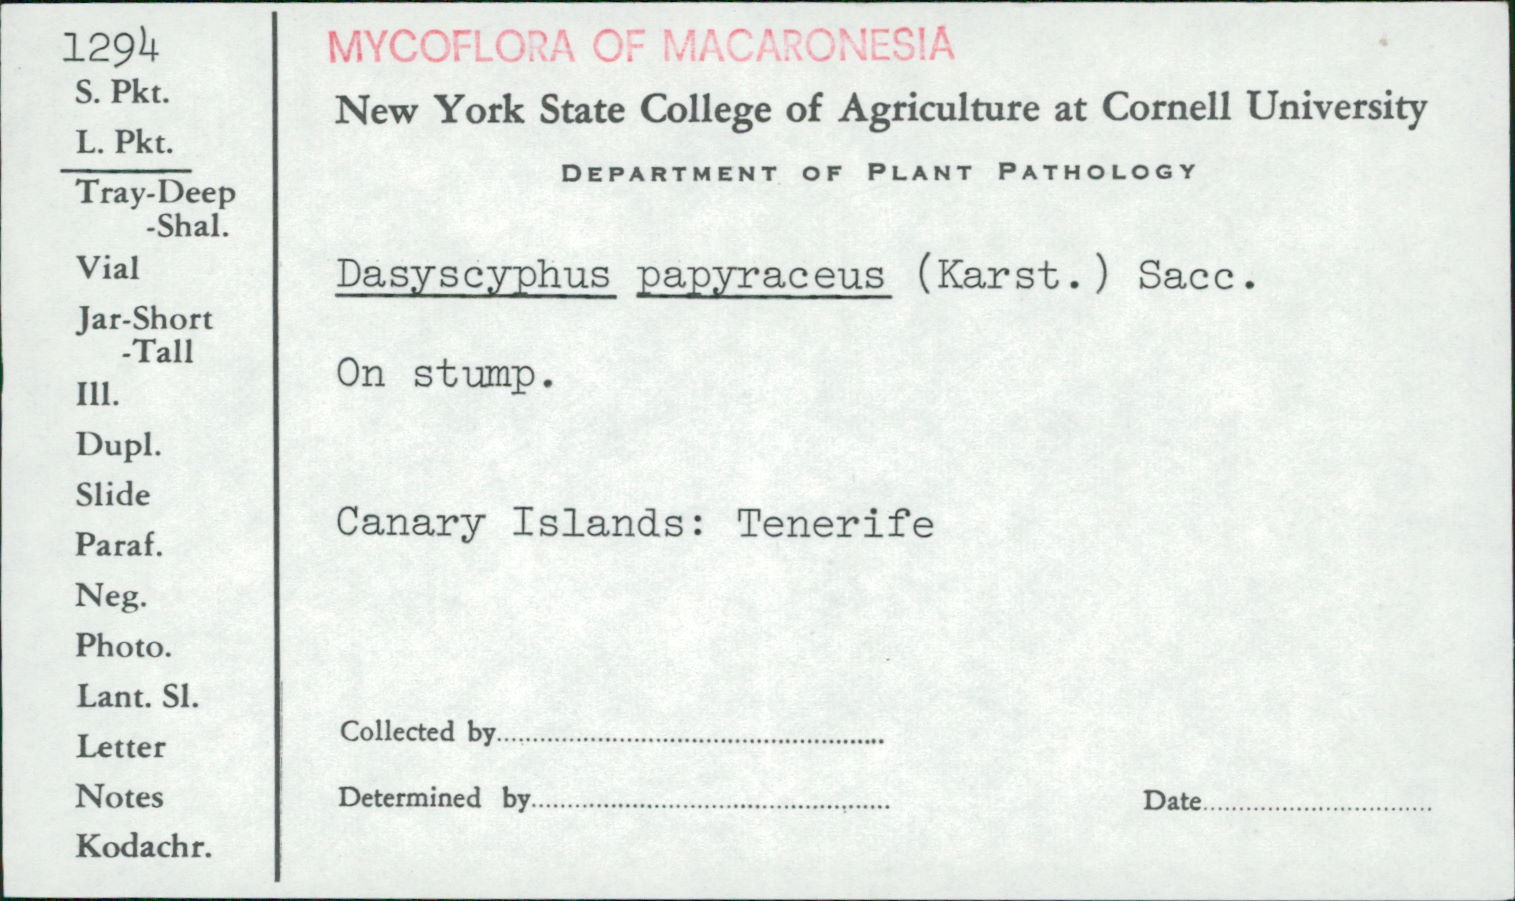 1294
S. Pkt.
L. Pkt.
Tray-Deep
-Shal.
Vial
Jar-Short
-Tall
Ill.
Dupl.
Slide
Paraf.
Neg.
Photo.
Lant. Sl.
Letter
Notes
Kodachr.
MYCOFLORA OF MACARONESIA
New York State College of Agriculture at Cornell University
DEPARTMENT OF PLANT PATHOLOGY
Dasyscyphus papyraceus (Karst.) Sacc.
On stump.
Canary Islands: Tenerife
Collected by
Determined by
Date